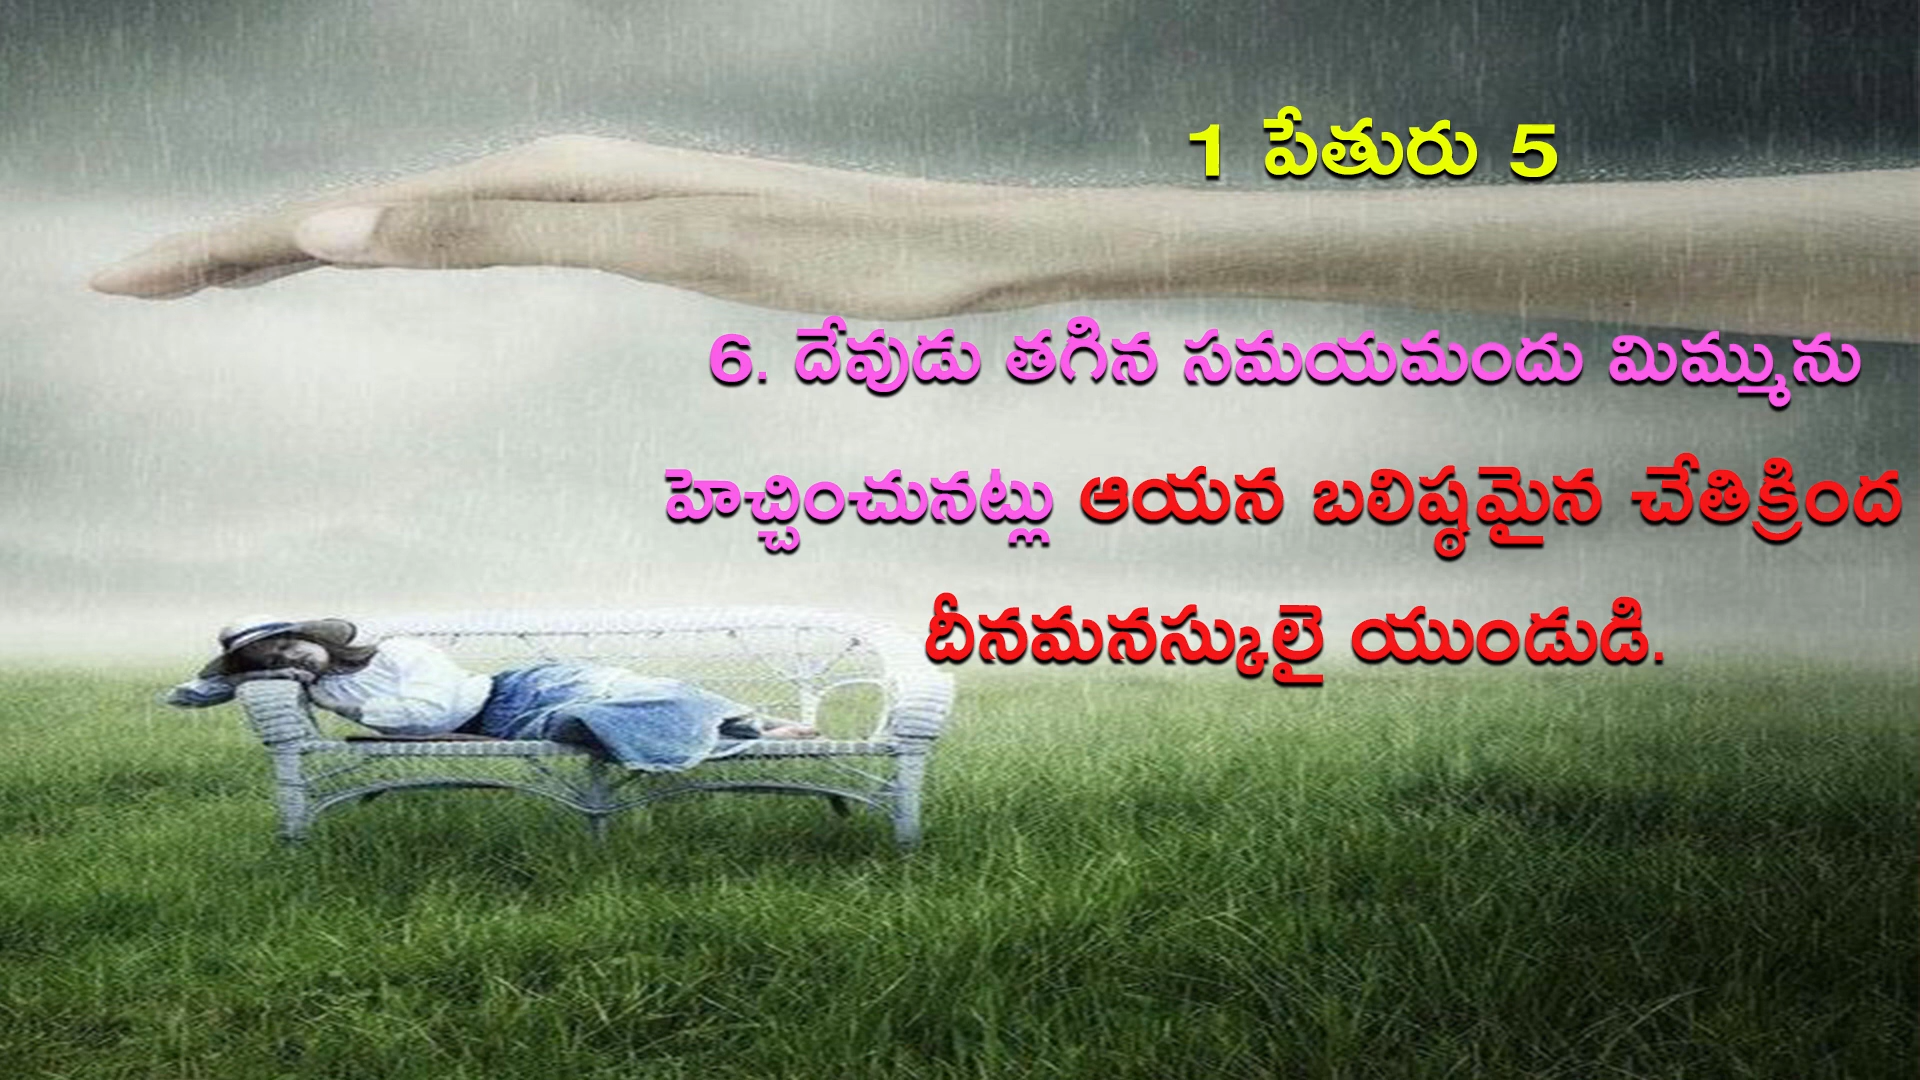 1 పేతురు 5
6. దేవుడు తగిన సమయమందు మిమ్మును
హెచ్చించునట్లు ఆయన బలిష్ఠమైన చేతిక్రింద
దీనమనస్కులై యుండుడి.